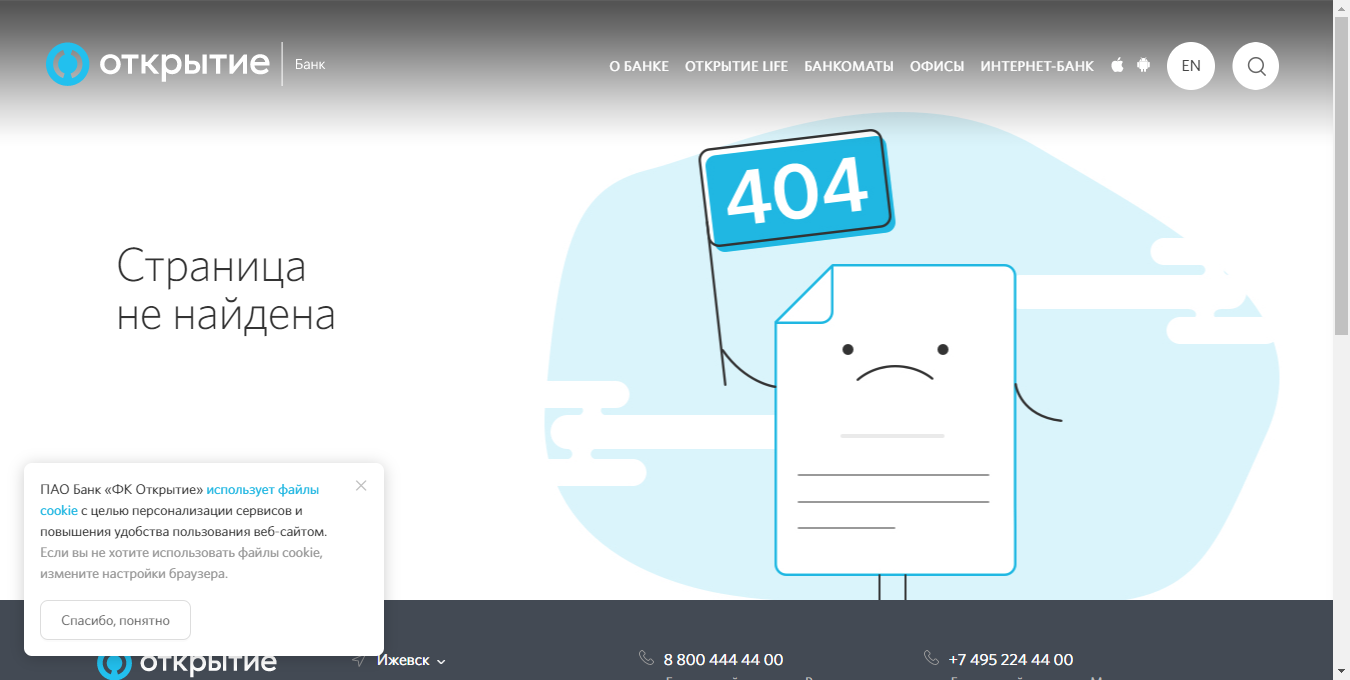 открытие Банк
О БАНКЕ ОТКРЫТИЕ LIFE БАНКОМАТЫ ОФИСЫ ИНТЕРНЕТ-БАНК EN
404
Страница
не найдена
ПАО Банк «ФК Открытие» использует файлы
cookie с целью персонализации сервисов и
повышения удобства пользования веб-сайтом.
Если вы не хотите использовать файлы cookie,
измените настройки браузера.
Спасибо, понятно
открытие
Ижевск
8 800 444 44 00
+7 495 224 44 00